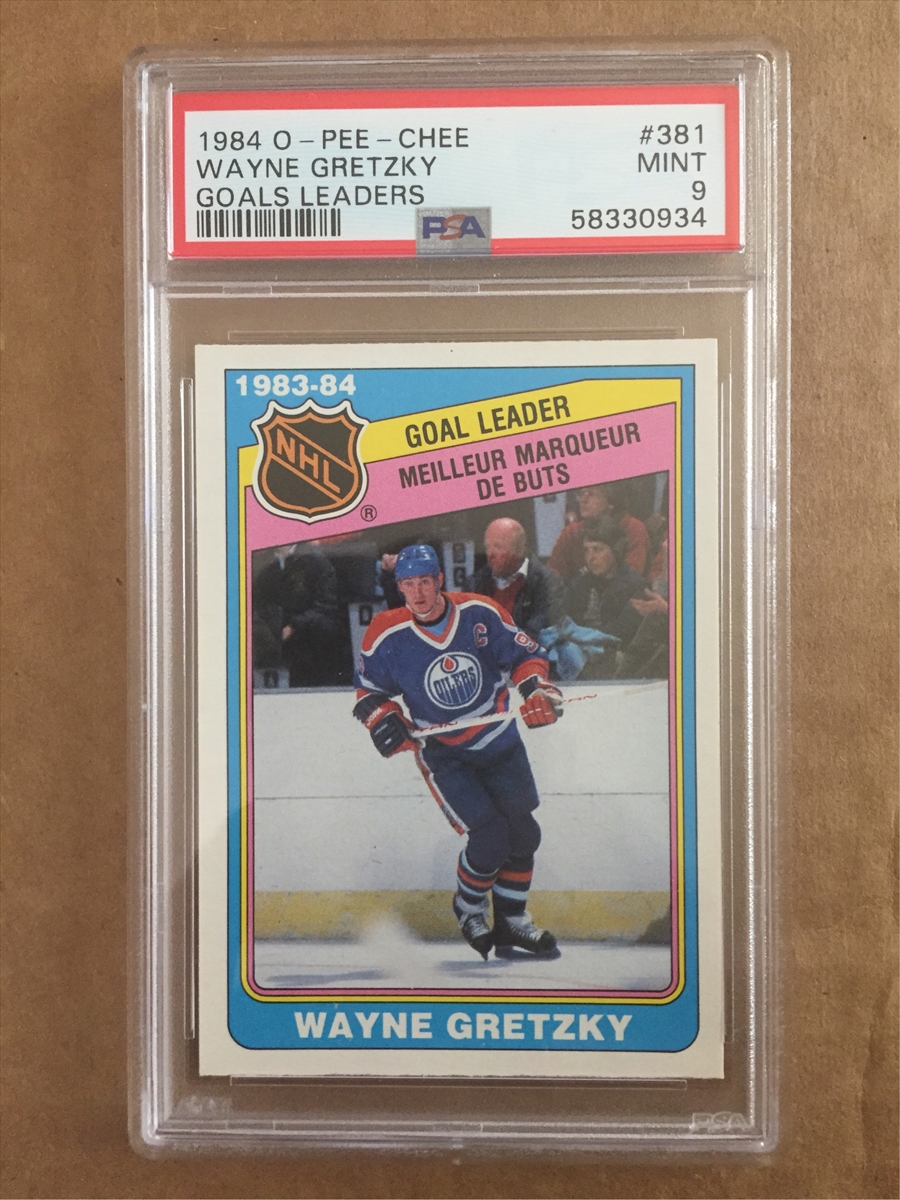 1984 O-PEE-CHEE #381
WAYNE GRETZKY MINT
GOALS LEADERS 9
58330934
PSA
1983-84
GOAL LEADER
MEILLEUR MARQUEUR
DE BUTS
NHL
®
C
OILERS
WAYNE GRETZKY
PSA